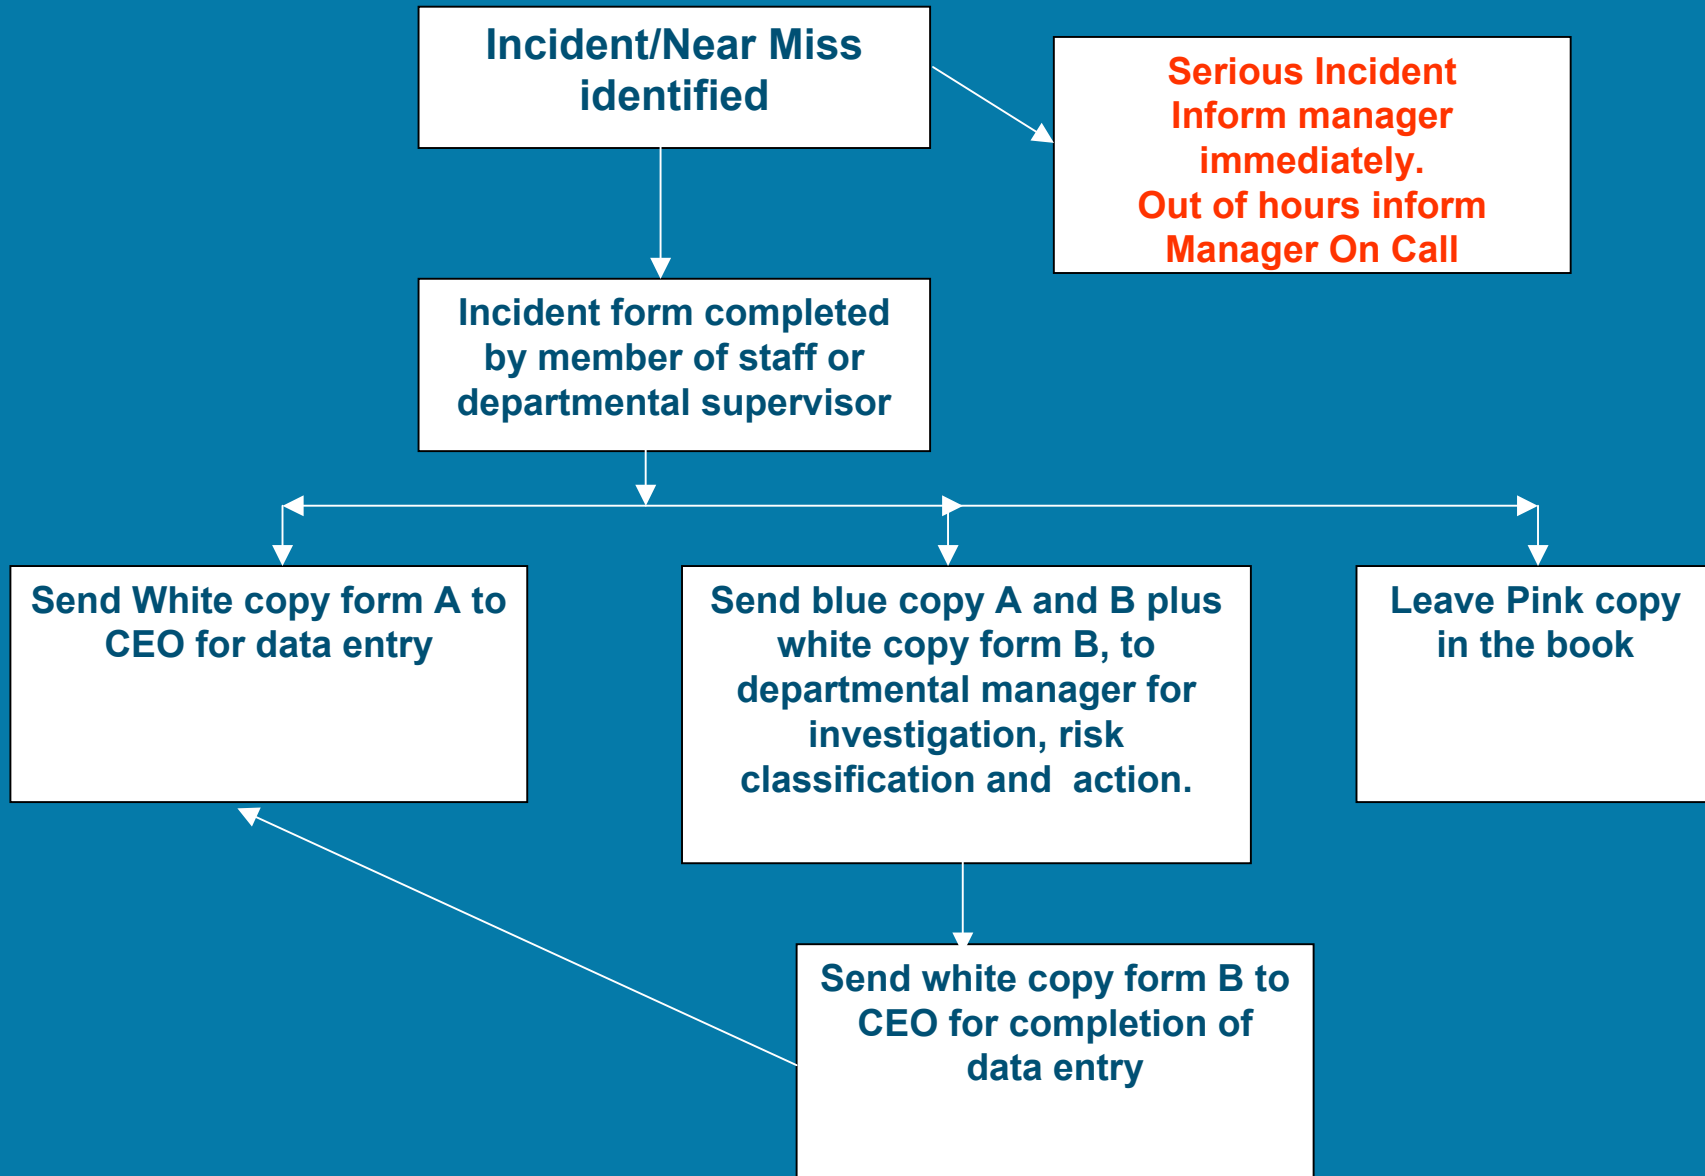 Incident/Near Miss
identified
Serious Incident
Inform manager
immediately.
Out of hours inform
Manager On Call
Incident form completed
by member of staff or
departmental supervisor
Send White copy form A to
CEO for data entry
Send blue copy A and B plus
white copy form B, to
departmental manager for
investigation, risk
classification and  action.
Leave Pink copy
in the book
Send white copy form B to
CEO for completion of
data entry